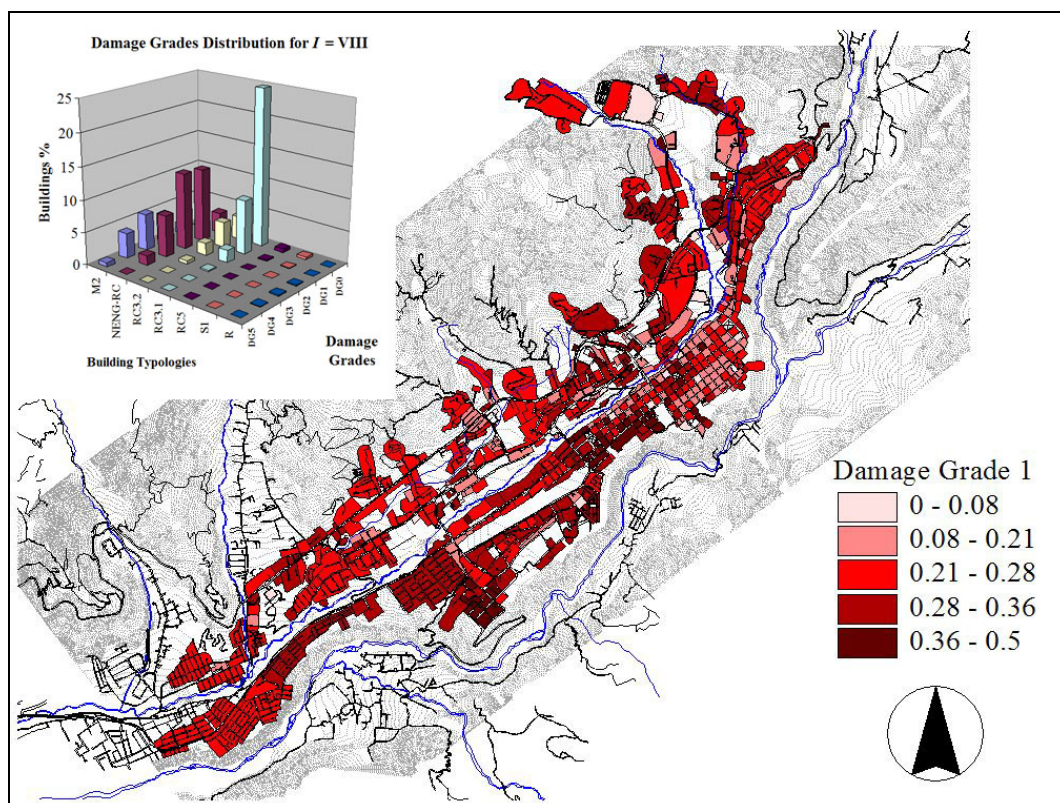 Damage Grades Distribution for I = VIII
25
20
15
10
5
0
Buildings %
M2
NENG-RC
RC3.2
RC3.1
RC5
S1
R
DG5
DG4
DG3
DG2
DG1
DG0
Building Typologies
Damage
Grades
Damage Grade 1
0 - 0.08
0.08 - 0.21
0.21 - 0.28
0.28 - 0.36
0.36 - 0.5